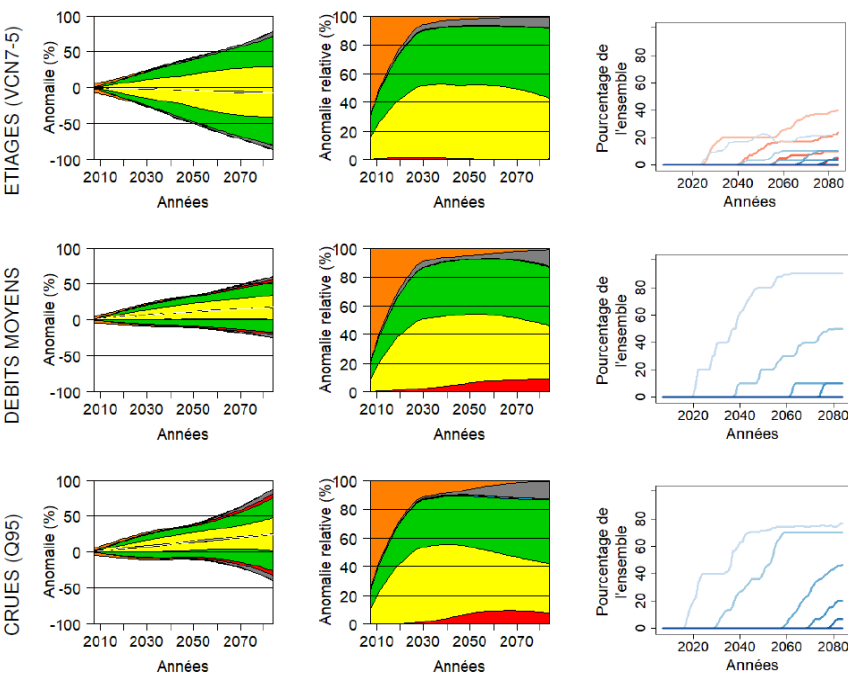 ETIAGES (VCN7-5)
Anomalie (%)
100
50
0
-50
-100
2010 2030 2050 2070
Années
Anomalie relative (%)
100
80
60
40
20
0
2010 2030 2050 2070
Années
Pourcentage de
l'ensemble
80
60
40
20
0
2020 2040 2060 2080
Années
DEBITS MOYENS
Anomalie (%)
100
50
0
-50
-100
2010 2030 2050 2070
Années
Anomalie relative (%)
100
80
60
40
20
0
2010 2030 2050 2070
Années
Pourcentage de
l'ensemble
80
60
40
20
0
2020 2040 2060 2080
Années
CRUES (Q95)
Anomalie (%)
100
50
0
-50
-100
2010 2030 2050 2070
Années
Anomalie relative (%)
100
80
60
40
20
0
2010 2030 2050 2070
Années
Pourcentage de
l'ensemble
80
60
40
20
0
2020 2040 2060 2080
Années